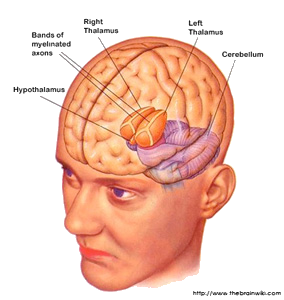 Right
Thalamus
Left
Thalamus
Bands of
myelinated
axons
Cerebellum
Hypothalamus
http://www.thebrainwiki.com